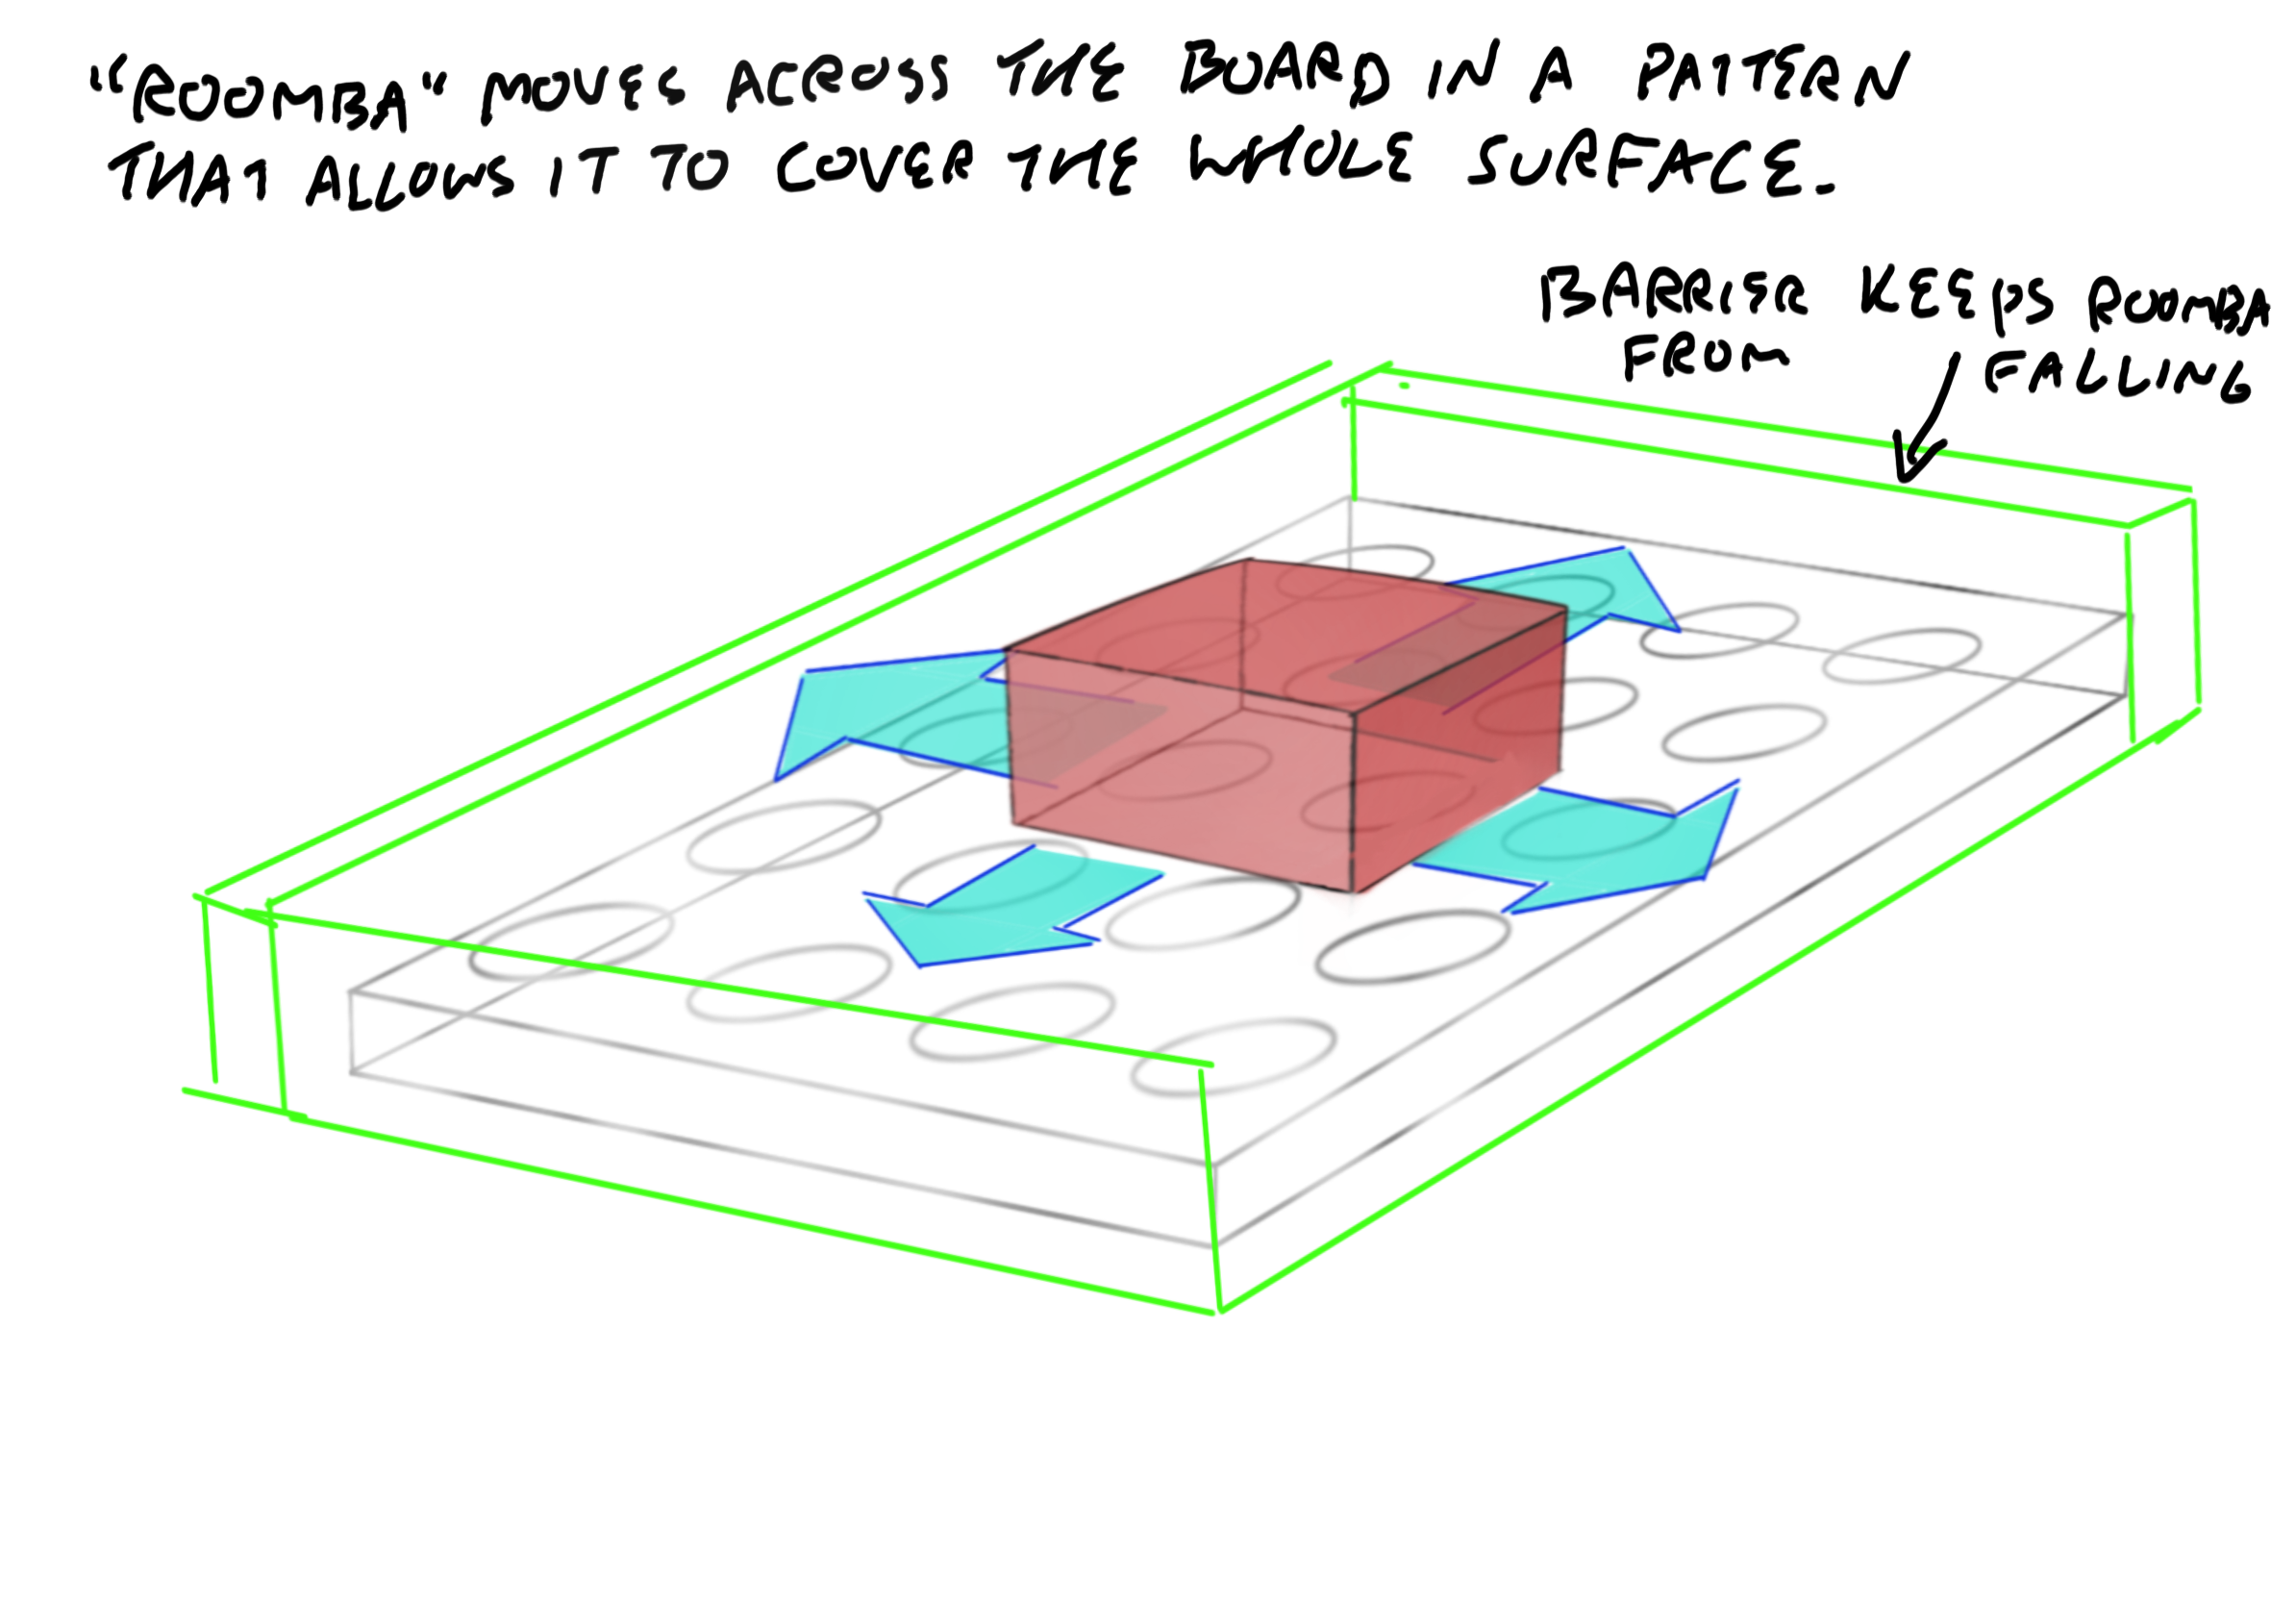 "ROOMBA" MOVES ACROSS THE BOARD IN A PATTERN
THAT ALLOWS IT TO COVER THE WHOLE SURFACE.
BARRIER KEEPS ROOMBA
FROM FALLING